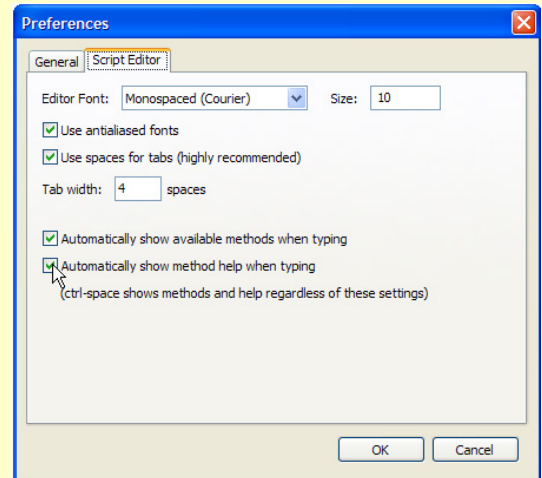 Preferences
General Script Editor
Editor Font: Monospaced (Courier) Size: 10
Use antialiased fonts
Use spaces for tabs (highly recommended)
Tab width: 4 spaces
Automatically show available methods when typing
Automatically show method help when typing
(ctrl-space shows methods and help regardless of these settings)
OK Cancel